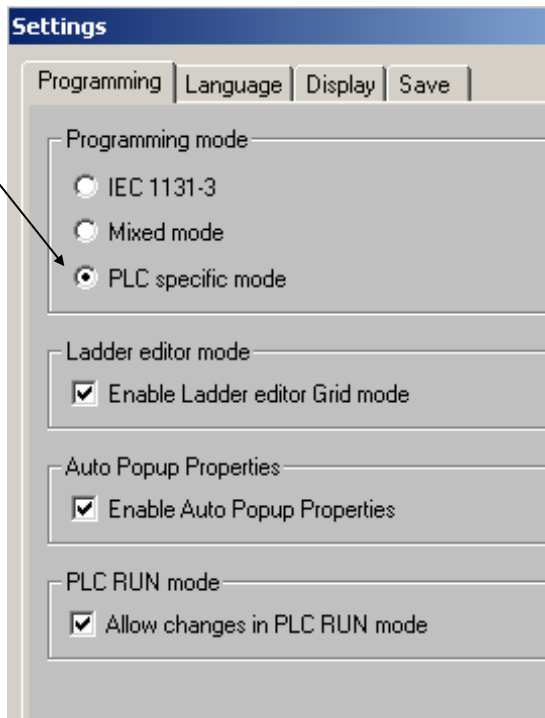 Settings
Programming Language Display Save
Programming mode
IEC 1131-3
Mixed mode
PLC specific mode
Ladder editor mode
Enable Ladder editor Grid mode
Auto Popup Properties
Enable Auto Popup Properties
PLC RUN mode
Allow changes in PLC RUN mode